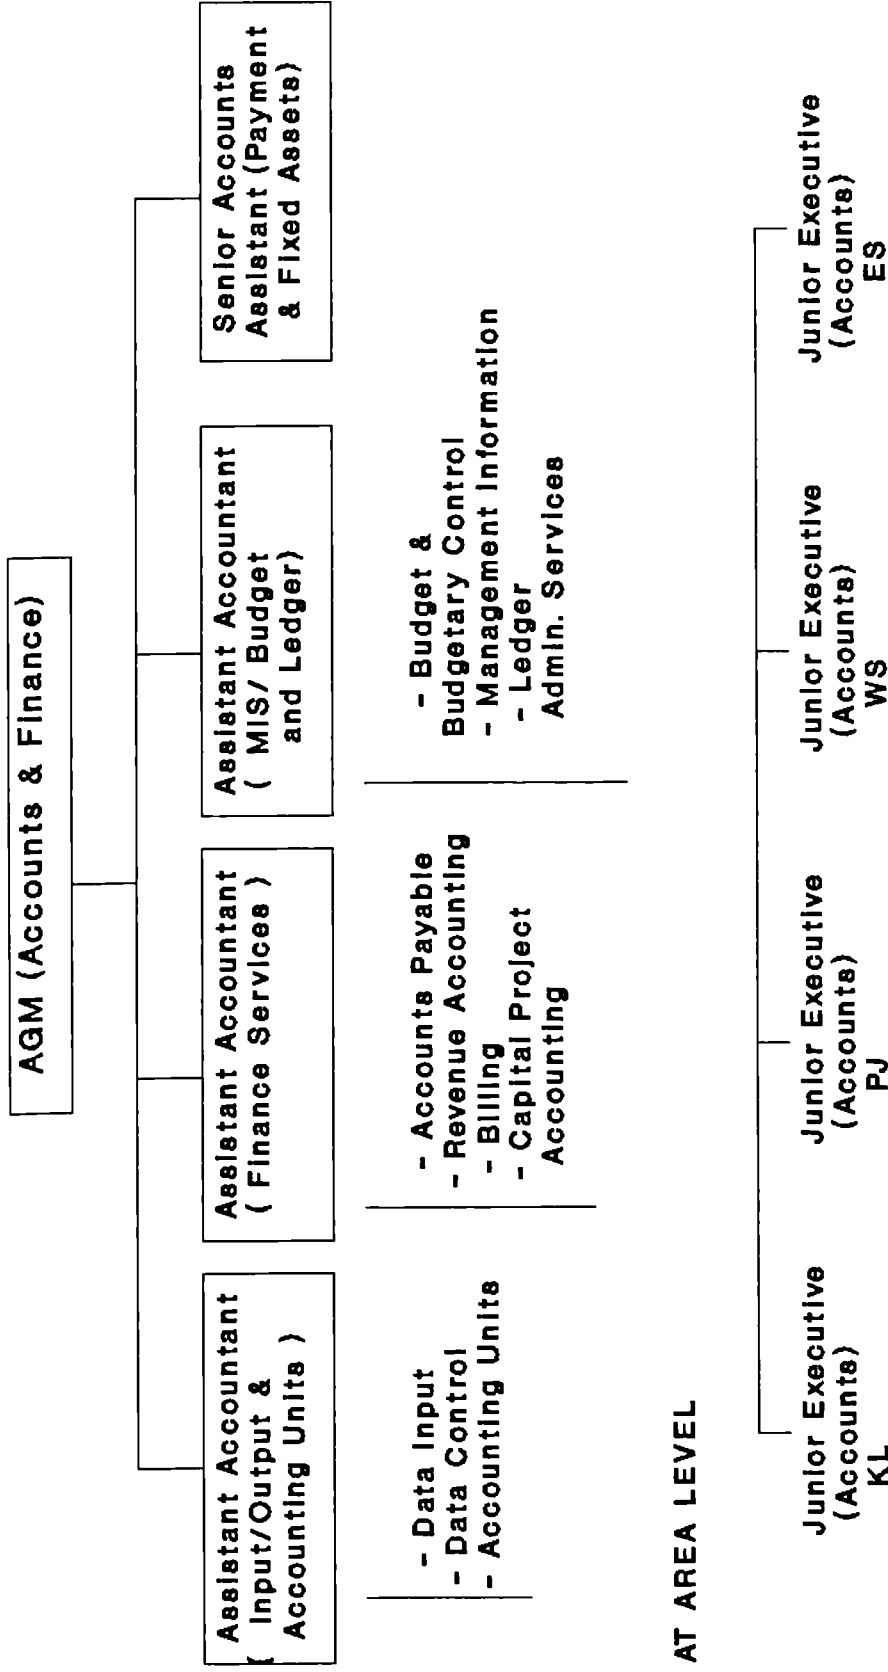 AGM (Accounts & Finance)
Assistant Accountant
( Input/Output &
Accounting Units )
Assistant Accountant
( Finance Services )
Assistant Accountant
( MIS/ Budget
and Ledger)
Senior Accounts
Assistant (Payment
& Fixed Assets)
- Data Input
- Data Control
- Accounting Units
- Accounts Payable
- Revenue Accounting
- Billing
- Capital Project
Accounting
- Budget &
Budgetary Control
- Management Information
- Ledger
Admin. Services
AT AREA LEVEL
Junior Executive
(Accounts)
KL
Junior Executive
(Accounts)
PJ
Junior Executive
(Accounts)
WS
Junior Executive
(Accounts)
ES